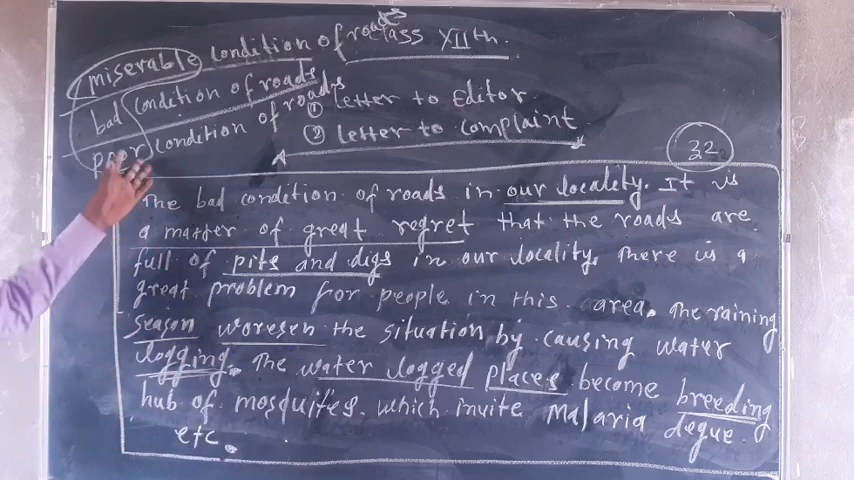 miserable condition of roads class XIIth.
bad condition of roads
poor condition of roads
① letter to Editor.
② letter to complaint
32
The bad condition of roads in our locality. It is
a matter of great regret that the roads are
full of pits and digs in our locality. There is a
great problem for people in this area. The raining
season woresen the situation by causing water
logging. The water logged places become breeding
hub of mosquites. which invite malaria degue
etc.